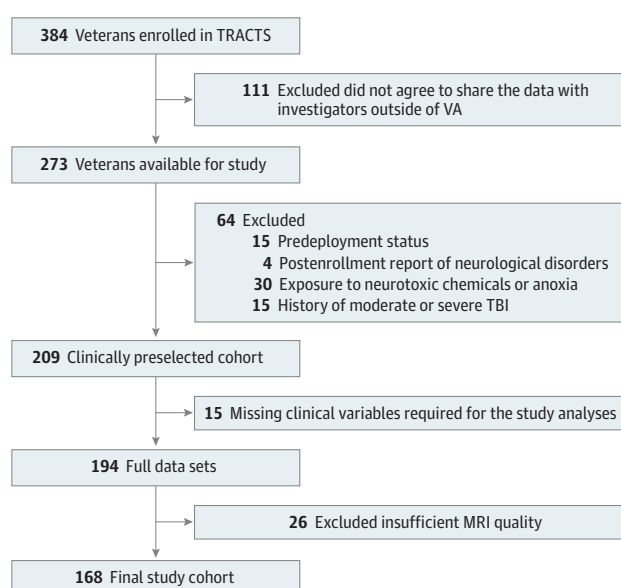 384 Veterans enrolled in TRACTS
111 Excluded did not agree to share the data with
investigators outside of VA
273 Veterans available for study
64 Excluded
15 Predeployment status
4 Postenrollment report of neurological disorders
30 Exposure to neurotoxic chemicals or anoxia
15 History of moderate or severe TBI
209 Clinically preselected cohort
15 Missing clinical variables required for the study analyses
194 Full data sets
26 Excluded insufficient MRI quality
168 Final study cohort